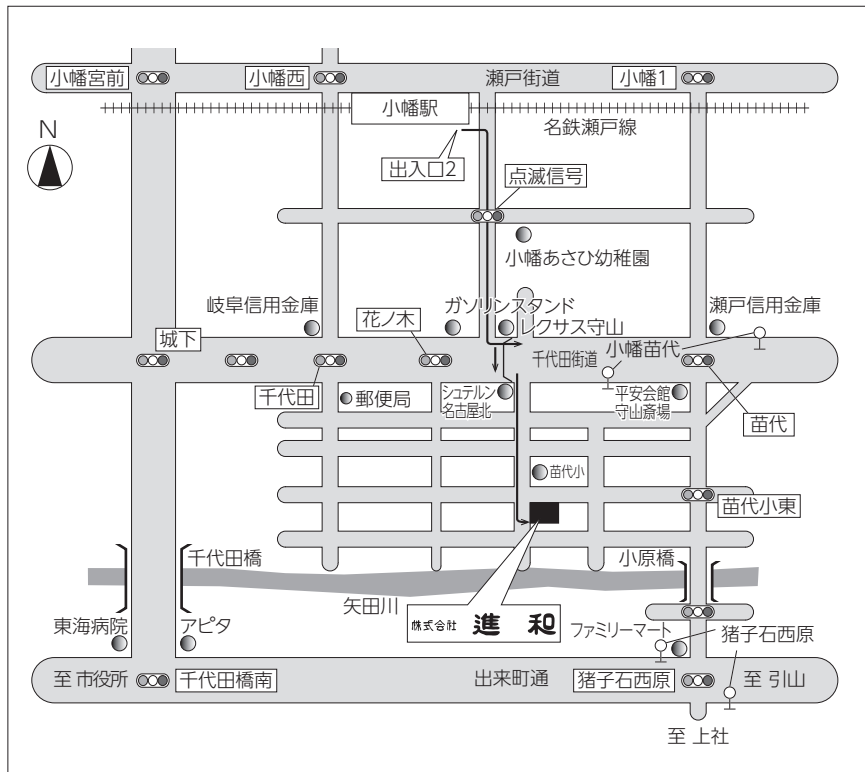 小幡宮前
小幡西
瀬戸街道
小幡1
小幡駅
名鉄瀬戸線
N
出入口2
点滅信号
小幡あさひ幼稚園
岐阜信用金庫
ガソリンスタンド
瀬戸信用金庫
花ノ木
レクサス守山
城下
小幡苗代
千代田街道
千代田
郵便局
シュテルン
名古屋北
平安会館
守山斎場
苗代
苗代小
苗代小東
千代田橋
小原橋
矢田川
東海病院
アピタ
株式会社 進和
ファミリーマート
猪子石西原
至 市役所
千代田橋南
出来町通
猪子石西原
至 引山
至 上社